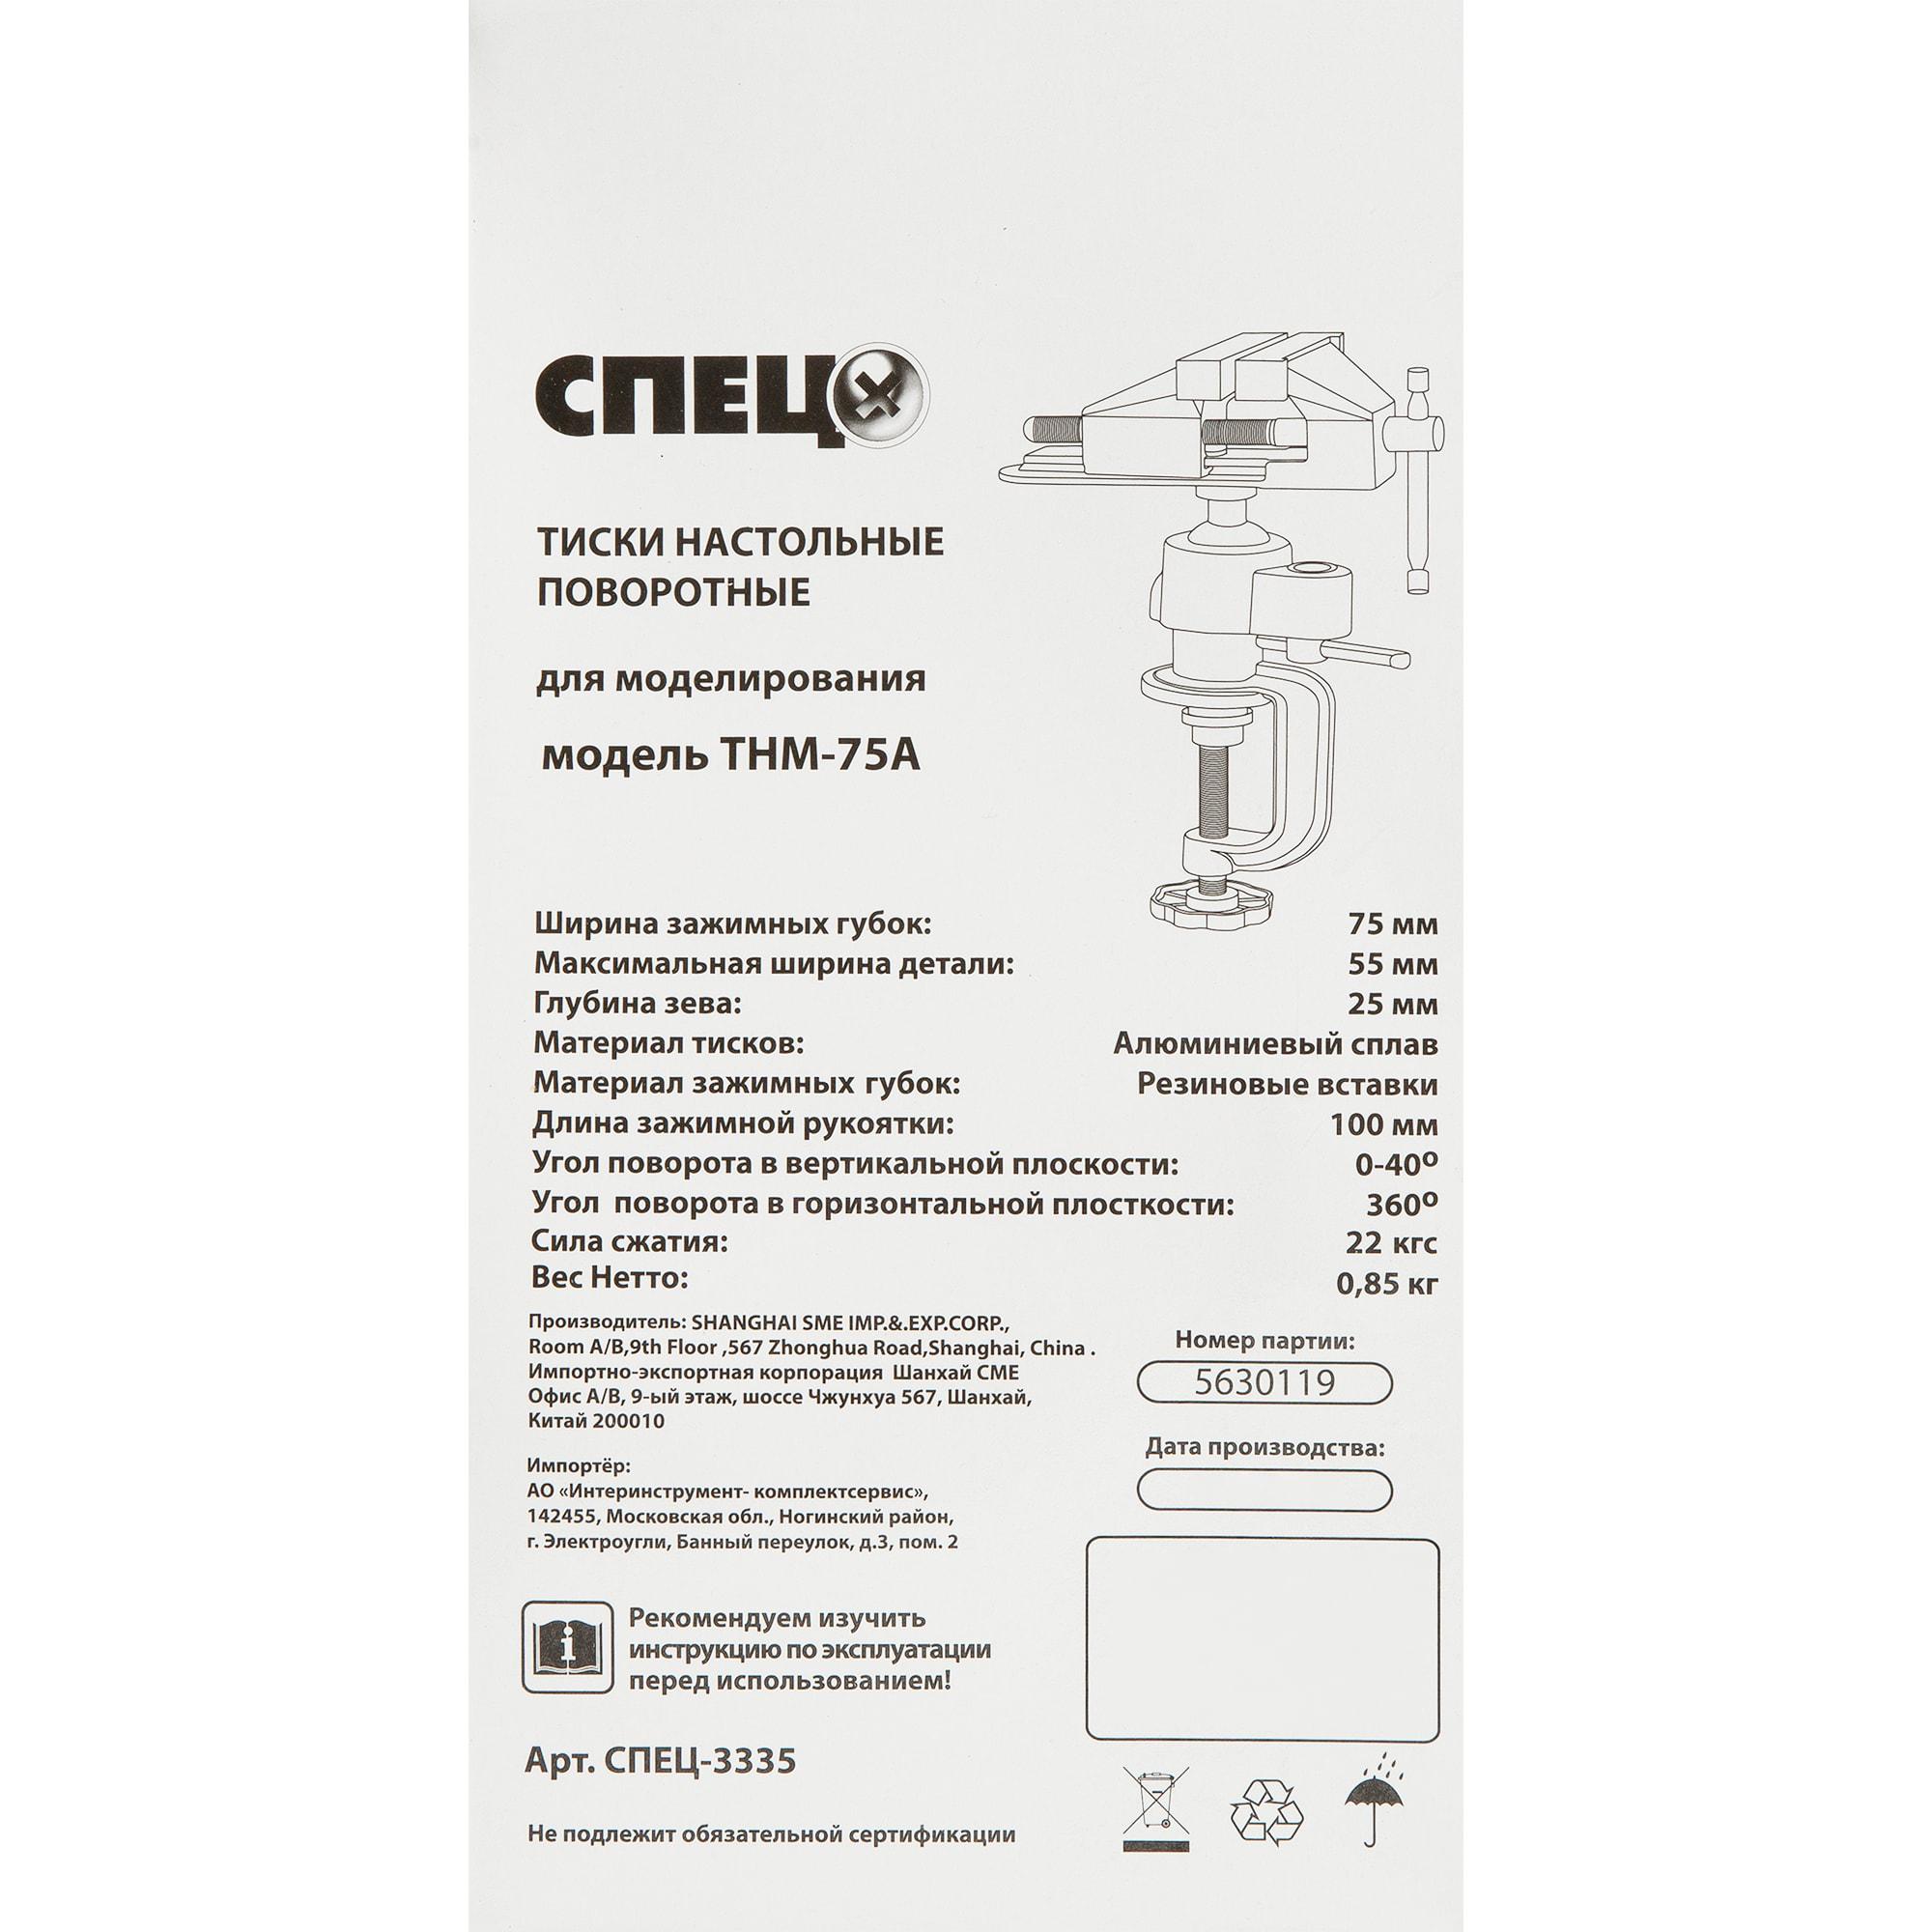 СПЕЦ
ТИСКИ НАСТОЛЬНЫЕ
ПОВОРОТНЫЕ
для моделирования
модель ТНМ-75А
Ширина зажимных губок: 75 мм
Максимальная ширина детали: 55 мм
Глубина зева: 25 мм
Материал тисков: Алюминиевый сплав
Материал зажимных губок: Резиновые вставки
Длина зажимной рукоятки: 100 мм
Угол поворота в вертикальной плоскости: 0-40º
Угол поворота в горизонтальной плосткости: 360º
Сила сжатия: 22 кгс
Вес Нетто: 0,85 кг
Производитель: SHANGHAI SME IMP.&.EXP.CORP.,
Room A/B,9th Floor ,567 Zhonghua Road,Shanghai, China .
Импортно-экспортная корпорация Шанхай СМЕ
Офис А/В, 9-ый этаж, шоссе Чжунхуа 567, Шанхай,
Китай 200010
Номер партии:
5630119
Дата производства:
Импортёр:
АО «Интеринструмент- комплектсервис»,
142455, Московская обл., Ногинский район,
г. Электроугли, Банный переулок, д.3, пом. 2
Рекомендуем изучить
инструкцию по эксплуатации
перед использованием!
Арт. СПЕЦ-3335
Не подлежит обязательной сертификации